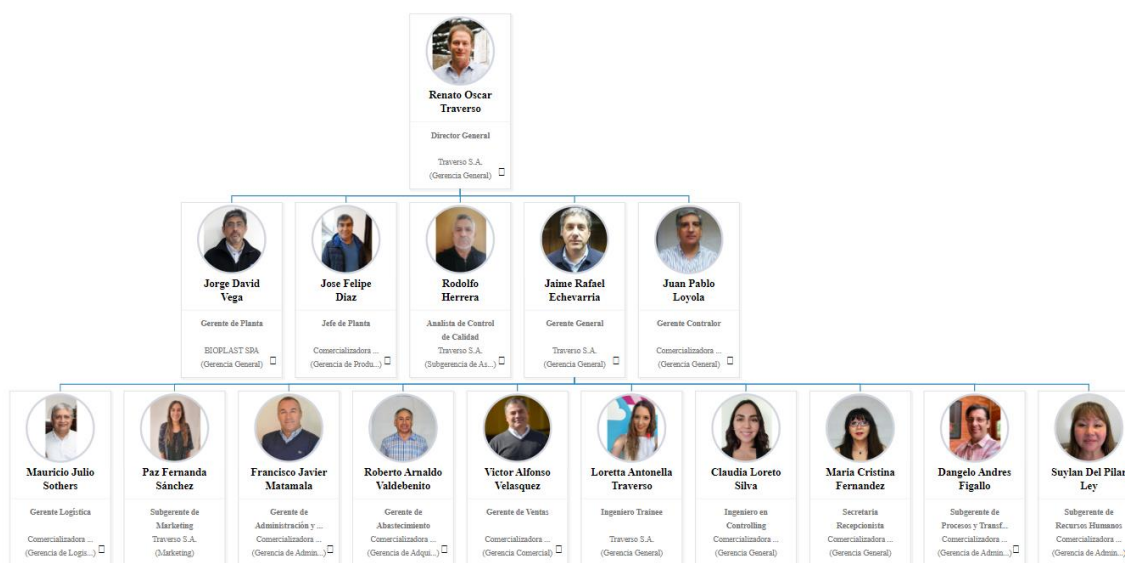 Renato Oscar
Traverso
Director General
Traverso S.A.
(Gerencia General)
Jorge David
Vega
Gerente de Planta
BIOPLAST SPA
(Gerencia General)
Jose Felipe
Diaz
Jefe de Planta
Comercializadora ...
(Gerencia de Produ...)
Rodolfo
Herrera
Analista de Control
de Calidad
Traverso S.A.
(Subgerencia de As...)
Jaime Rafael
Echevarria
Gerente General
Traverso S.A.
(Gerencia General)
Juan Pablo
Loyola
Gerente Contralor
Comercializadora ...
(Gerencia General)
Mauricio Julio
Sothers
Gerente Logística
Comercializadora ...
(Gerencia de Logis...)
Paz Fernanda
Sánchez
Subgerente de
Marketing
Traverso S.A.
(Marketing)
Francisco Javier
Matamala
Gerente de
Administración y ...
Comercializadora ...
(Gerencia de Admin...)
Roberto Arnaldo
Valdebenito
Gerente de
Abastecimiento
Comercializadora ...
(Gerencia de Adqui...)
Victor Alfonso
Velasquez
Gerente de Ventas
Comercializadora ...
(Gerencia Comercial)
Loretta Antonella
Traverso
Ingeniero Trainee
Traverso S.A.
(Gerencia General)
Claudia Loreto
Silva
Ingeniero en
Controlling
Comercializadora ...
(Gerencia General)
Maria Cristina
Fernandez
Secretaria
Recepcionista
Comercializadora ...
(Gerencia General)
Dangelo Andres
Figallo
Subgerente de
Procesos y Transf...
Comercializadora ...
(Gerencia de Admin...)
Suylan Del Pilar
Ley
Subgerente de
Recursos Humanos
Comercializadora ...
(Gerencia de Admin...)